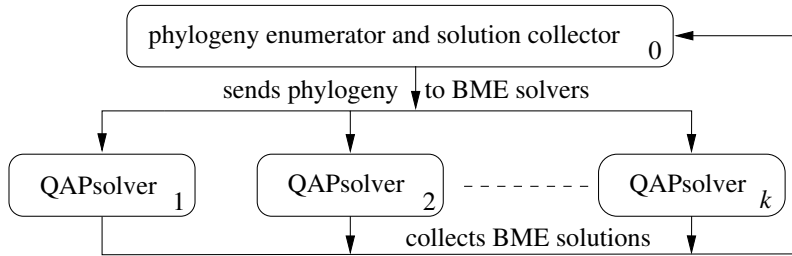 phylogeny enumerator and solution collector 0
sends phylogeny to BME solvers
QAPsolver 1 QAPsolver 2 QAPsolver k
collects BME solutions